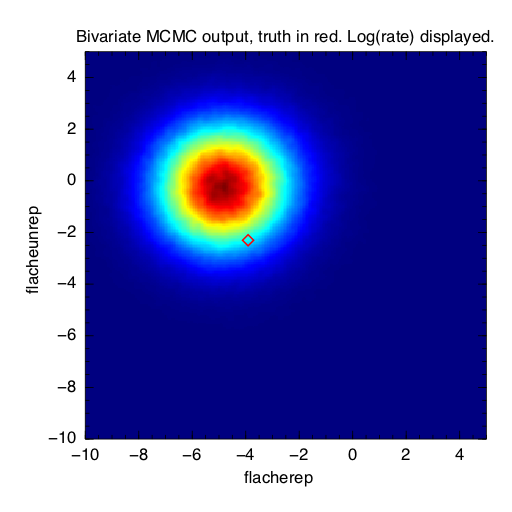 Bivariate MCMC output, truth in red. Log(rate) displayed.
4
2
0
−2
−4
−6
−8
−10
flacheunrep
−10 −8 −6 −4 −2 0 2 4
flacherep